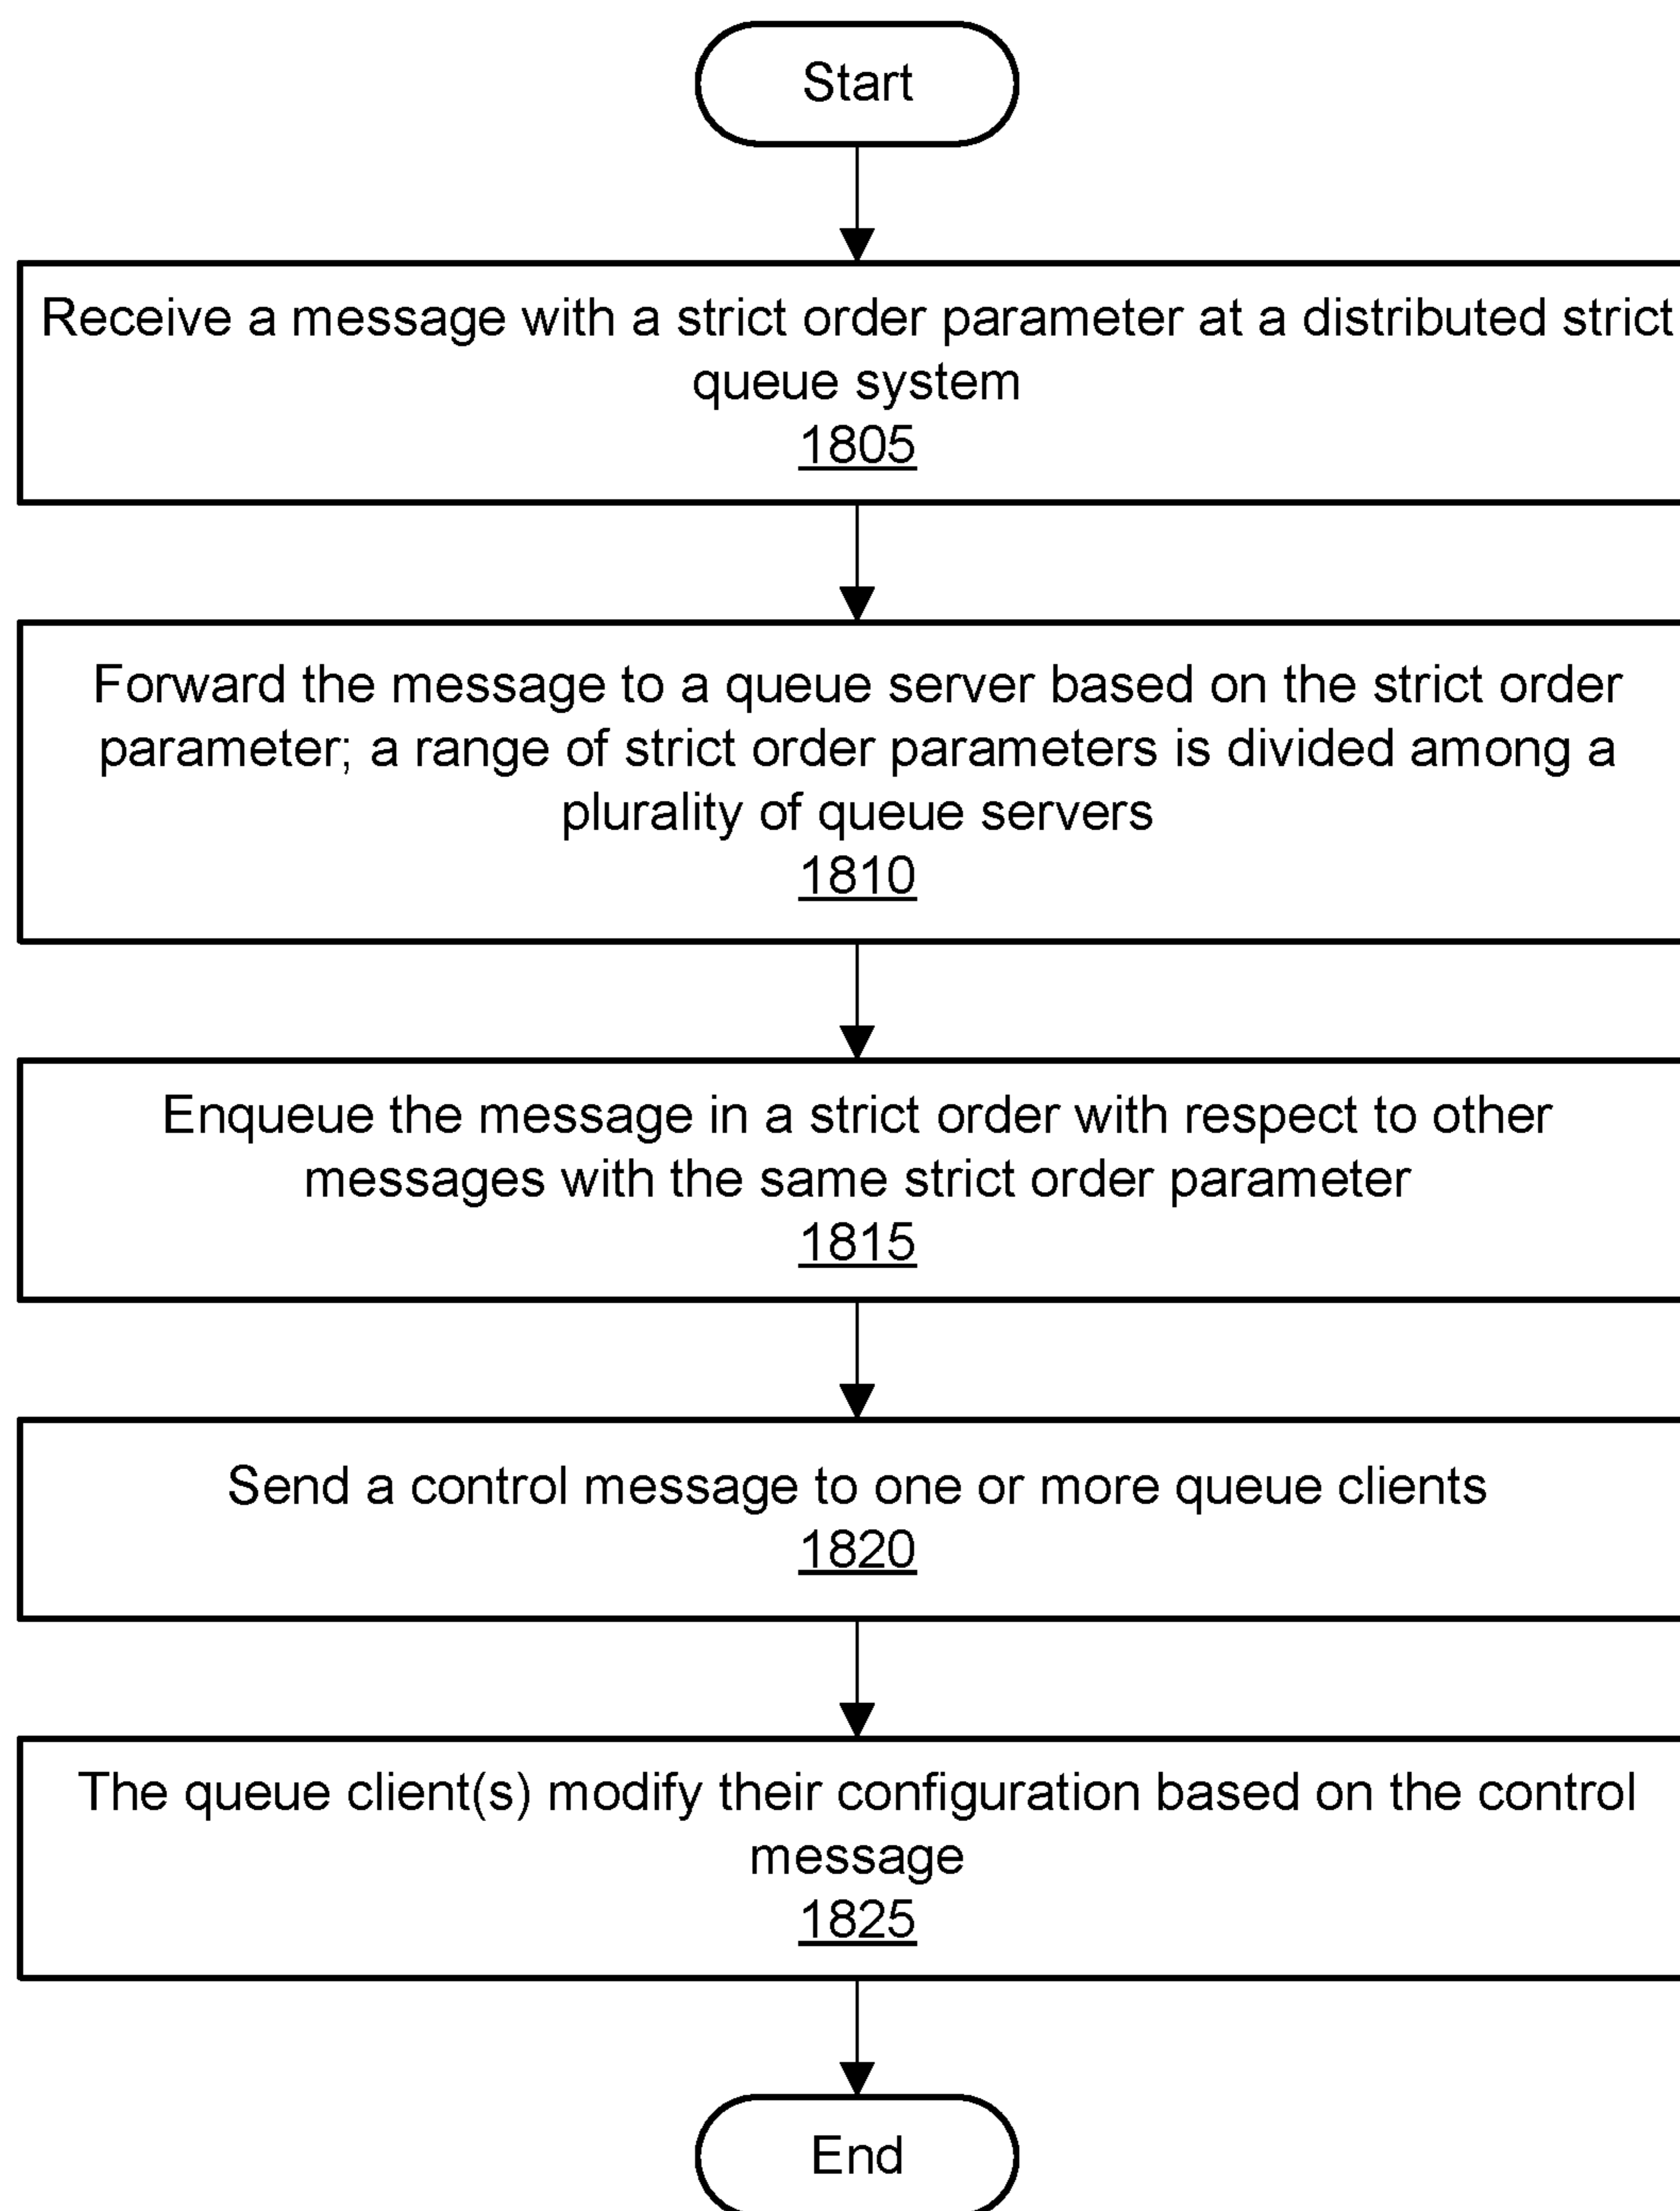 Start
Receive a message with a strict order parameter at a distributed strict
queue system
1805
Forward the message to a queue server based on the strict order
parameter; a range of strict order parameters is divided among a
plurality of queue servers
1810
Enqueue the message in a strict order with respect to other
messages with the same strict order parameter
1815
Send a control message to one or more queue clients
1820
The queue client(s) modify their configuration based on the control
message
1825
End